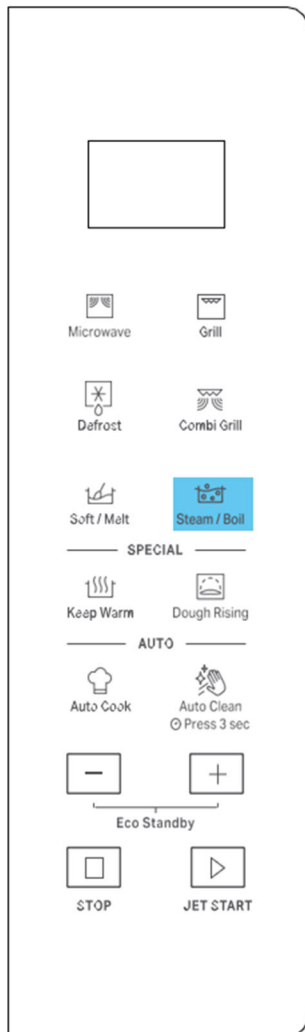 Microwave
Grill
Defrost
Combi Grill
Soft / Melt
Steam / Boil
SPECIAL
Keep Warm
Dough Rising
AUTO
Auto Cook
Auto Clean
Press 3 sec
Eco Standby
STOP
JET START